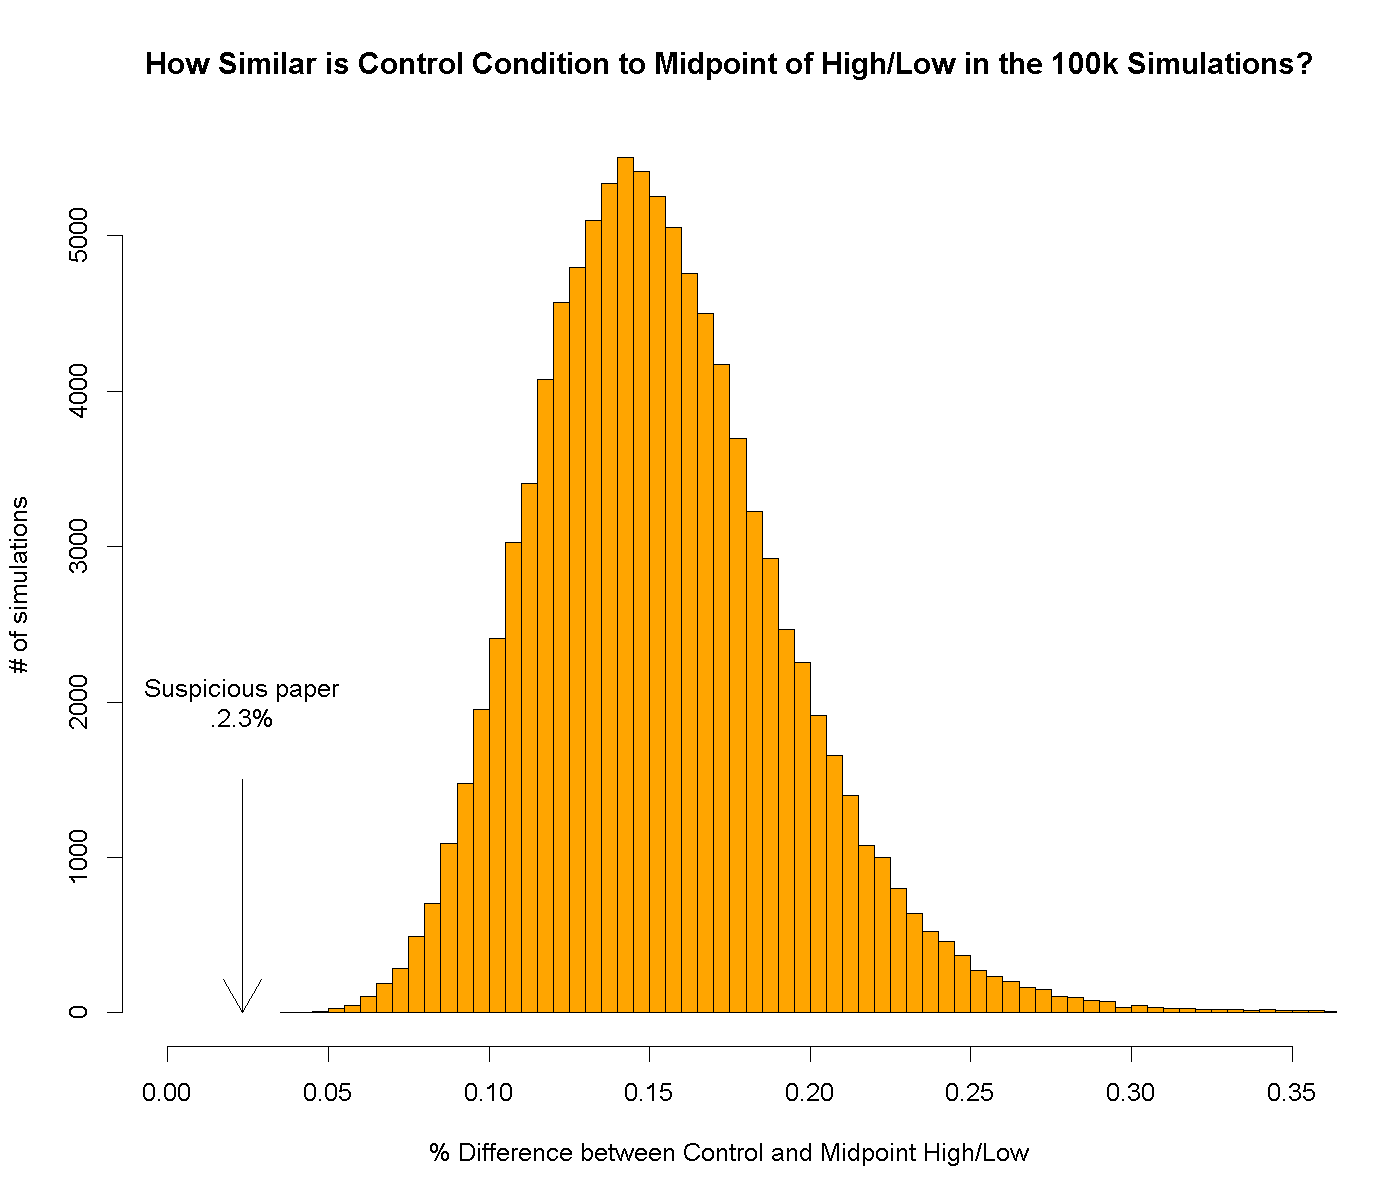 How Similar is Control Condition to Midpoint of High/Low in the 100k Simulations?
# of simulations
5000
4000
3000
2000
1000
0
Suspicious paper
.2.3%
0.00 0.05 0.10 0.15 0.20 0.25 0.30 0.35
% Difference between Control and Midpoint High/Low